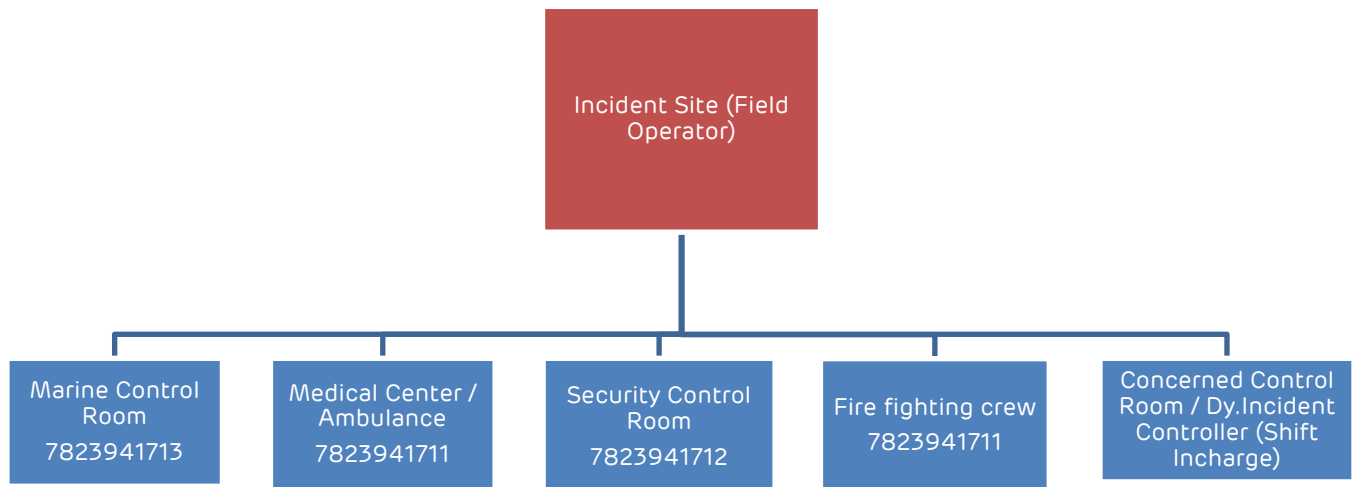 Incident Site (Field
Operator)
Marine Control
Room
7823941713
Medical Center /
Ambulance
7823941711
Security Control
Room
7823941712
Fire fighting crew
7823941711
Concerned Control
Room / Dy.Incident
Controller (Shift
Incharge)